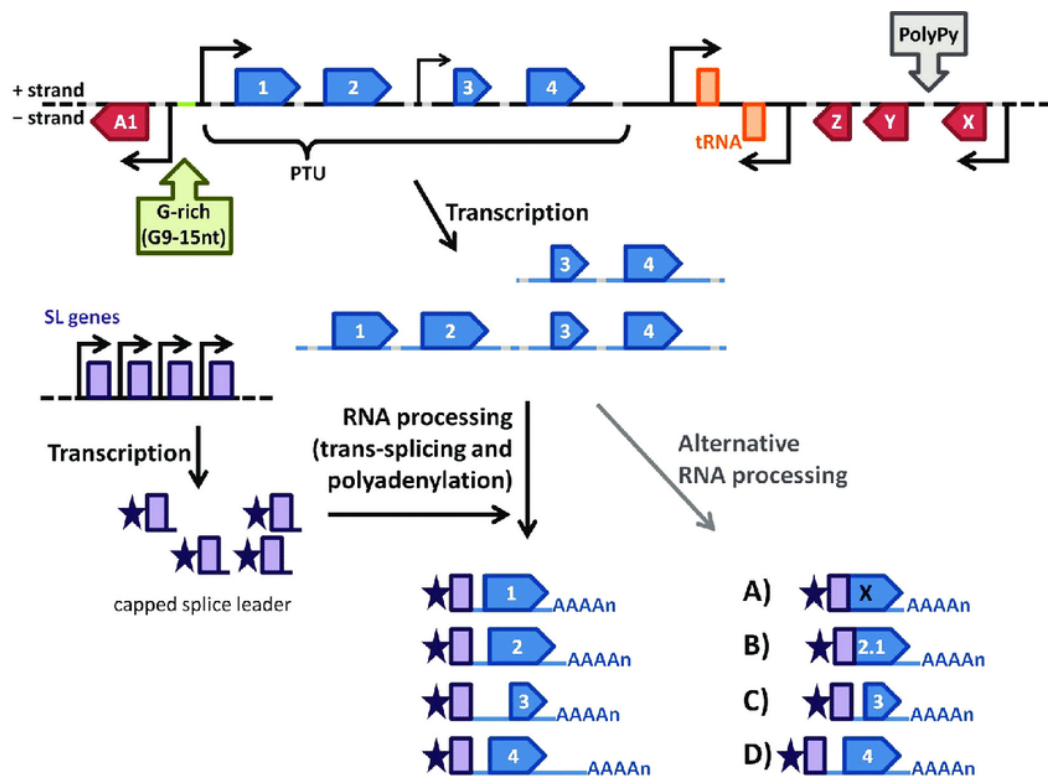 PolyPy
+ strand
1
2
3
4
− strand
A1
Z
Y
X
tRNA
PTU
G-rich
(G9-15nt)
Transcription
3
4
SL genes
1
2
3
4
RNA processing
(trans-splicing and
polyadenylation)
Alternative
RNA processing
Transcription
capped splice leader
1
AAAAn
A)
X
AAAAn
2
AAAAn
B)
2.1
AAAAn
3
AAAAn
C)
3
AAAAn
4
AAAAn
D)
4
AAAAn